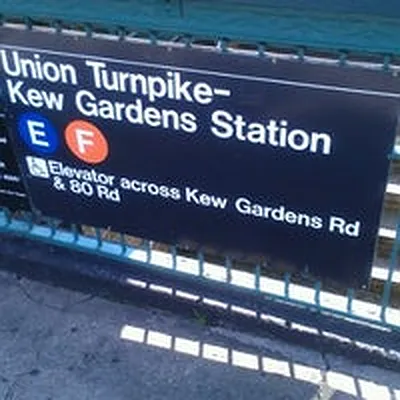 Union Turnpike-
Kew Gardens Station
E F
Elevator across Kew Gardens Rd
& 80 Rd